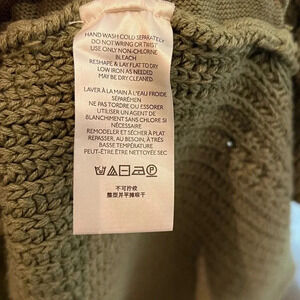 HAND WASH COLD SEPARATELY
DO NOT WRING OR TWIST
USE ONLY NON-CHLORINE
BLEACH
RESHAPE & LAY FLAT TO DRY
LOW IRON AS NEEDED
MAY BE DRY CLEANED
LAVER À LA MAIN À L'EAU FROIDE
SÉPARÉMEN
NE PAS TORDRE OU ESSORER
UTILISER UN AGENT DE
BLANCHIMENT SANS CHLORE SI
NÉCESSAIRE
REMODELER ET SÉCHER À PLAT
REPASSER, AU BESOIN, À TRÈS
BASSE TEMPÉRATURE
PEUT-ÊTRE ÊTRE NETTOYÉE SEC
不可拧绞
整型并平摊晾干